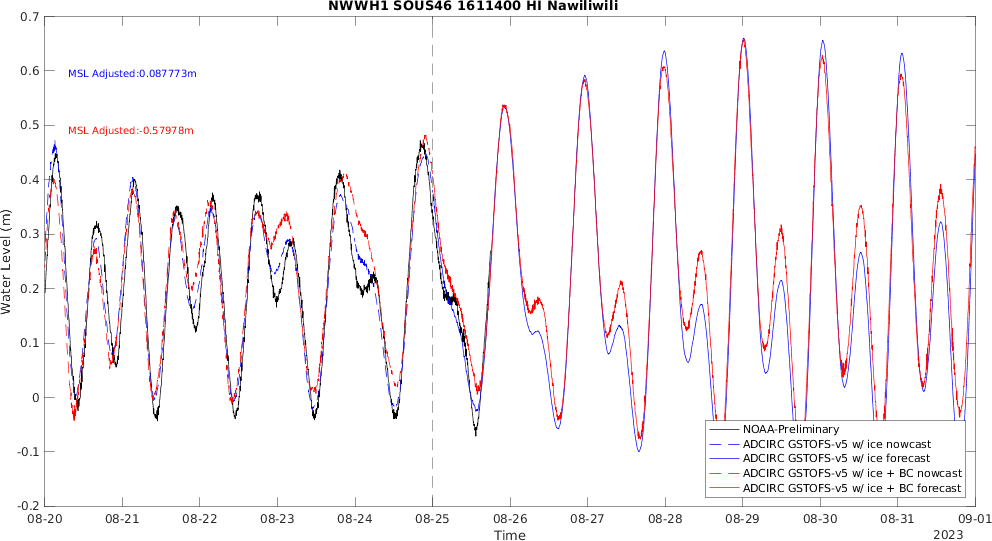 NWWH1 SOUS46 1611400 HI Nawiliwili
MSL Adjusted:0.087773m
MSL Adjusted:-0.57978m
Water Level (m)
0.7
0.6
0.5
0.4
0.3
0.2
0.1
0
-0.1
-0.2
NOAA-Preliminary
ADCIRC GSTOFS-v5 w/ ice nowcast
ADCIRC GSTOFS-v5 w/ ice forecast
ADCIRC GSTOFS-v5 w/ ice + BC nowcast
ADCIRC GSTOFS-v5 w/ ice + BC forecast
08-20 08-21 08-22 08-23 08-24 08-25 08-26 08-27 08-28 08-29 08-30 08-31 09-01
Time
2023